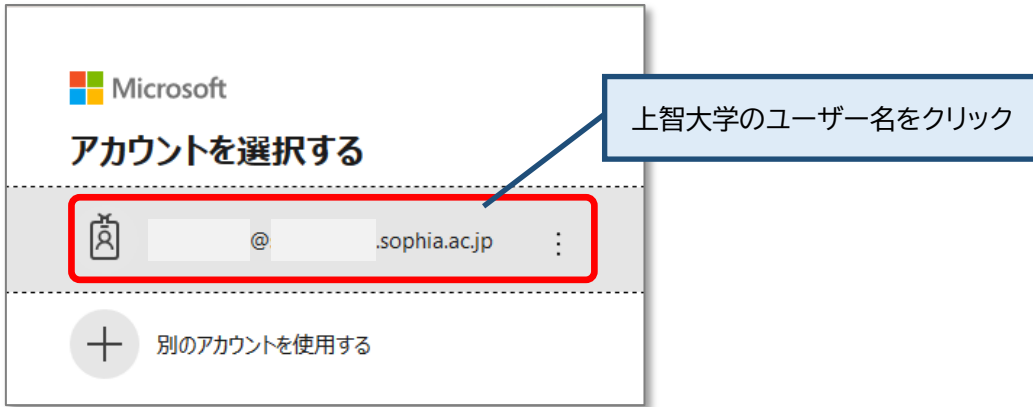 Microsoft
アカウントを選択する
上智大学のユーザー名をクリック
@ .sophia.ac.jp
別のアカウントを使用する